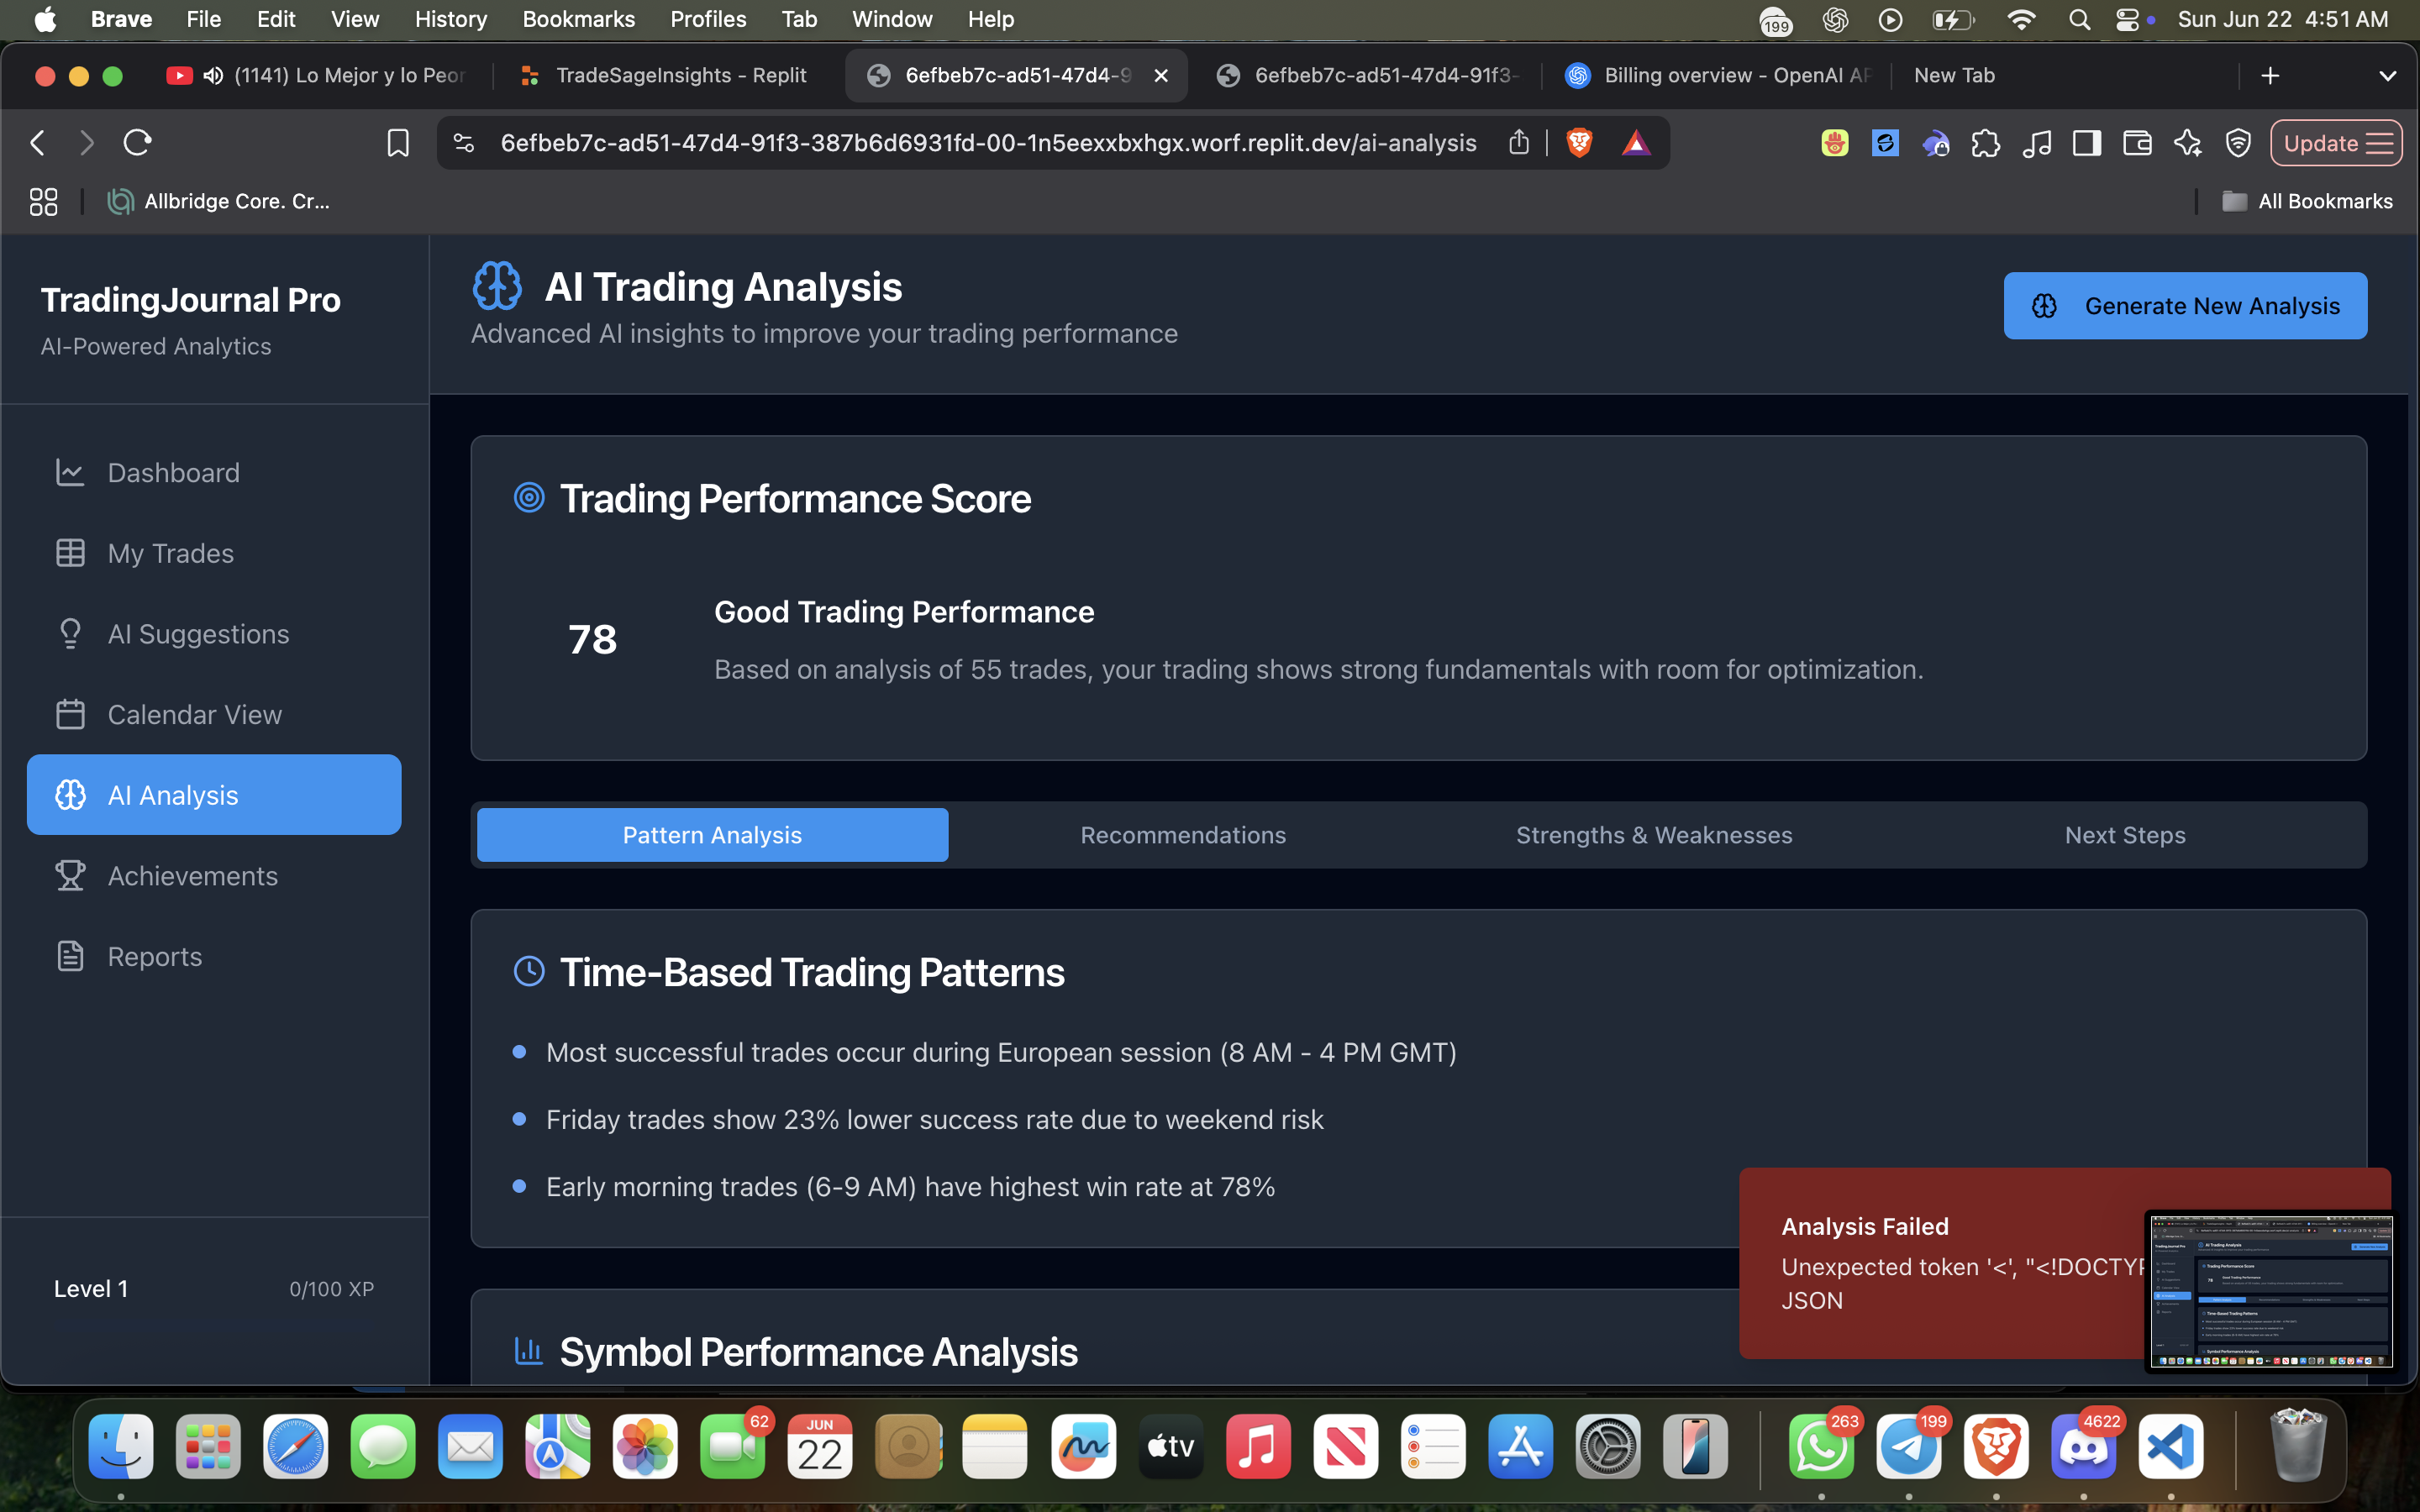 Brave File Edit View History Bookmarks Profiles Tab Window Help 199 Sun Jun 22 4:51 AM
(1141) Lo Mejor y lo Peor TradeSageInsights - Replit 6efbeb7c-ad51-47d4-9 6efbeb7c-ad51-47d4-91f3- Billing overview - OpenAI AP New Tab
6efbeb7c-ad51-47d4-91f3-387b6d6931fd-00-1n5eexxbxhgx.worf.replit.dev/ai-analysis Update
Allbridge Core. Cr... All Bookmarks
TradingJournal Pro
AI-Powered Analytics
Dashboard
My Trades
AI Suggestions
Calendar View
AI Analysis
Achievements
Reports
Level 1 0/100 XP
AI Trading Analysis
Advanced AI insights to improve your trading performance
Generate New Analysis
Trading Performance Score
78
Good Trading Performance
Based on analysis of 55 trades, your trading shows strong fundamentals with room for optimization.
Pattern Analysis Recommendations Strengths & Weaknesses Next Steps
Time-Based Trading Patterns
Most successful trades occur during European session (8 AM - 4 PM GMT)
Friday trades show 23% lower success rate due to weekend risk
Early morning trades (6-9 AM) have highest win rate at 78%
Symbol Performance Analysis
Analysis Failed
Unexpected token '<', "<!DOCTYP
JSON
62
JUN
22
tv
263
199
4622